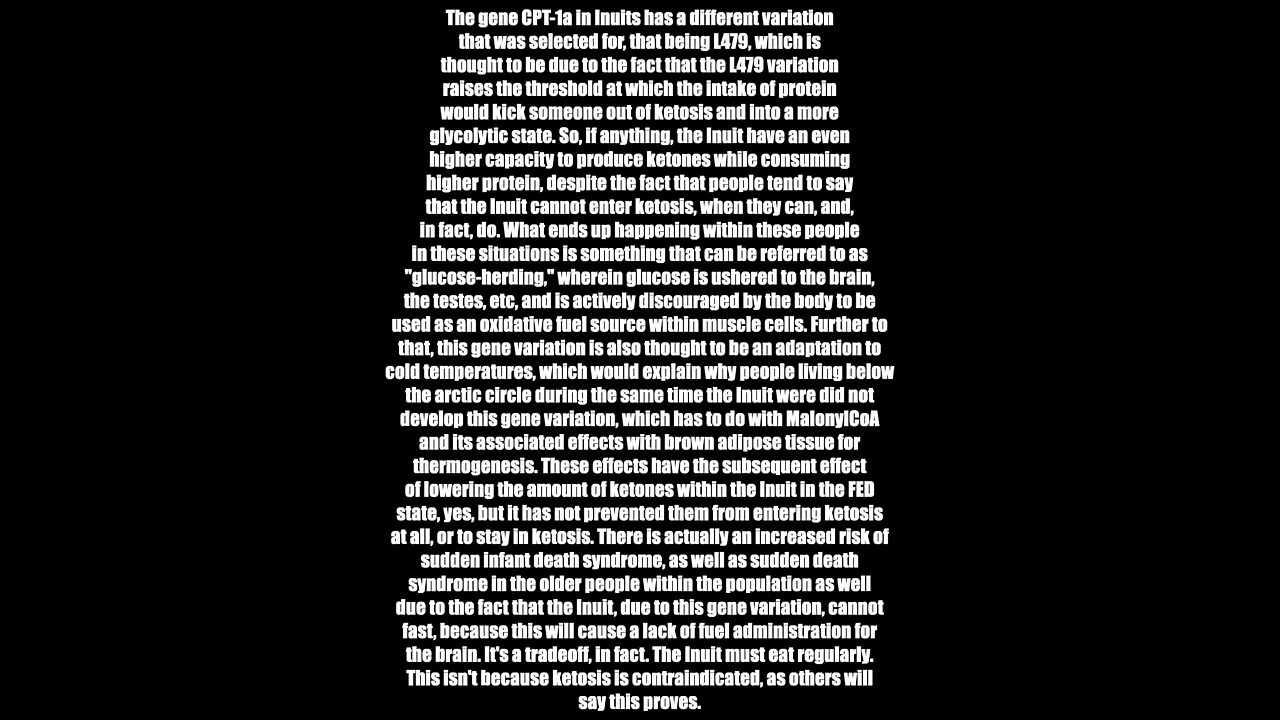 The gene CPT-1a in Inuits has a different variation
that was selected for, that being L479, which is
thought to be due to the fact that the L479 variation
raises the threshold at which the intake of protein
would kick someone out of ketosis and into a more
glycolytic state. So, if anything, the Inuit have an even
higher capacity to produce ketones while consuming
higher protein, despite the fact that people tend to say
that the Inuit cannot enter ketosis, when they can, and,
in fact, do. What ends up happening within these people
in these situations is something that can be referred to as
"glucose-herding," wherein glucose is ushered to the brain,
the testes, etc, and is actively discouraged by the body to be
used as an oxidative fuel source within muscle cells. Further to
that, this gene variation is also thought to be an adaptation to
cold temperatures, which would explain why people living below
the arctic circle during the same time the Inuit were did not
develop this gene variation, which has to do with MalonylCoA
and its associated effects with brown adipose tissue for
thermogenesis. These effects have the subsequent effect
of lowering the amount of ketones within the Inuit in the FED
state, yes, but it has not prevented them from entering ketosis
at all, or to stay in ketosis. There is actually an increased risk of
sudden infant death syndrome, as well as sudden death
syndrome in the older people within the population as well
due to the fact that the Inuit, due to this gene variation, cannot
fast, because this will cause a lack of fuel administration for
the brain. It's a tradeoff, in fact. The Inuit must eat regularly.
This isn't because ketosis is contraindicated, as others will
say this proves.